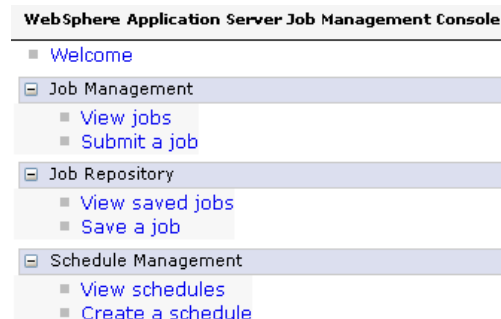 WebSphere Application Server Job Management Console
Welcome
Job Management
View jobs
Submit a job
Job Repository
View saved jobs
Save a job
Schedule Management
View schedules
Create a schedule